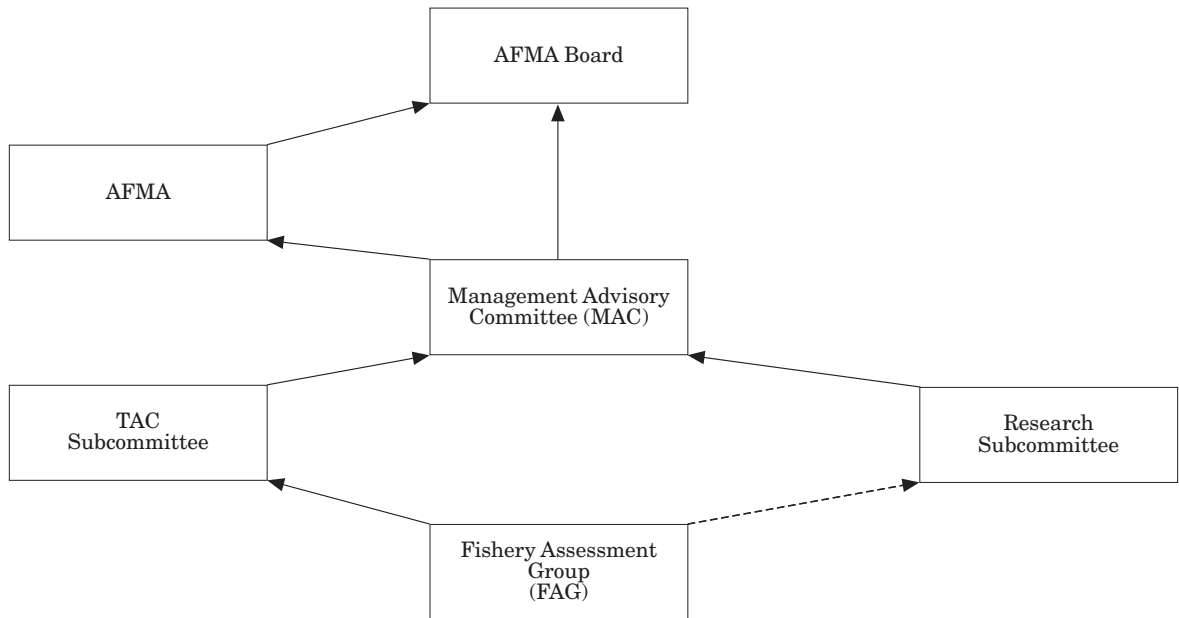 AFMA Board
AFMA
Management Advisory
Committee (MAC)
TAC
Subcommittee
Research
Subcommittee
Fishery Assessment
Group
(FAG)